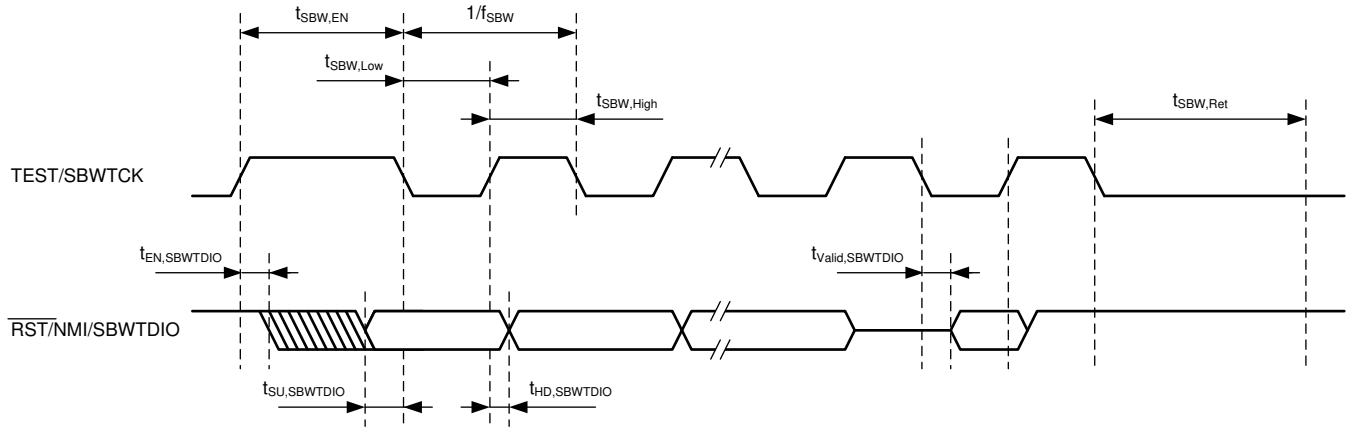 tSBW,EN
1/fSBW
tSBW,Low
tSBW,High
tSBW,Ret
TEST/SBWTCK
tEN,SBWTDIO
tValid,SBWTDIO
RST/NMI/SBWTDIO
tSU,SBWTDIO
tHD,SBWTDIO